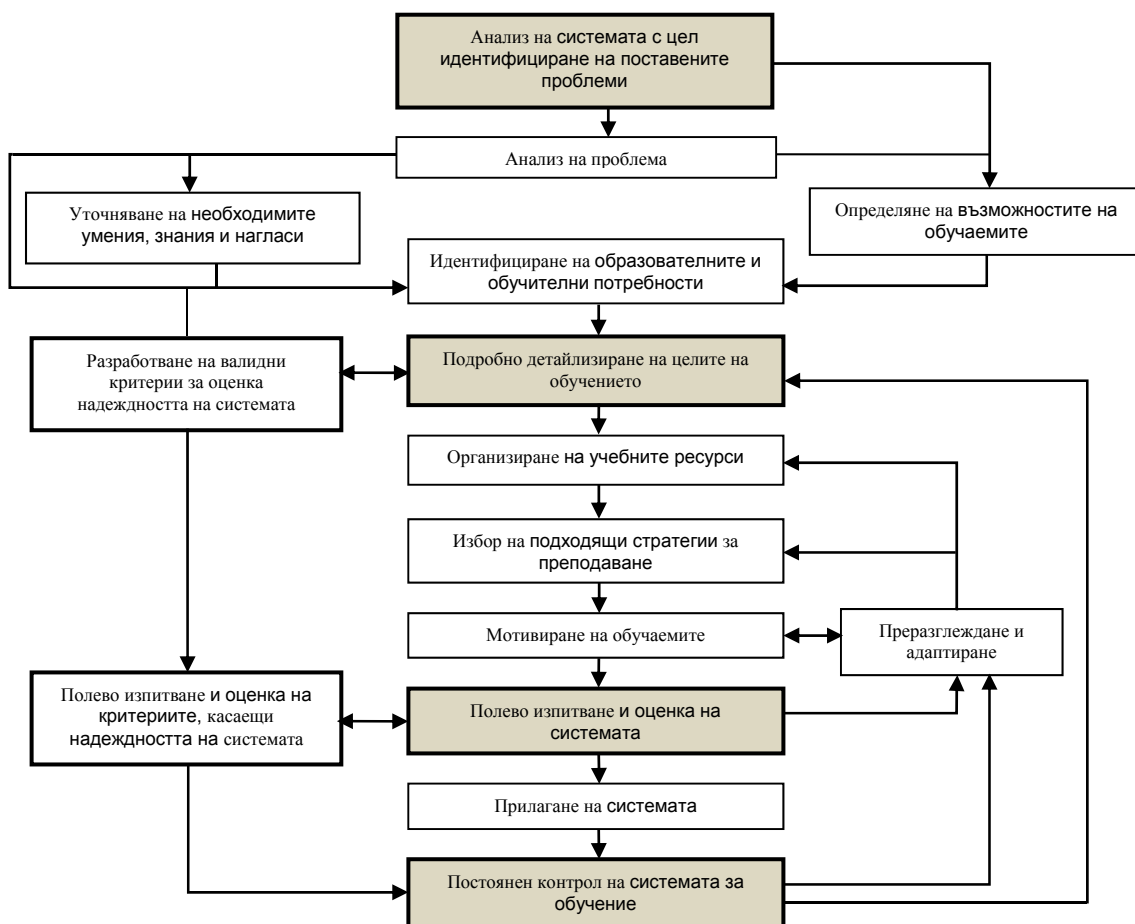 Анализ на системата с цел
идентифициране на поставените
проблеми
Анализ на проблема
Уточняване на необходимите
умения, знания и нагласи
Определяне на възможностите на
обучаемите
Идентифициране на образователните и
обучителни потребности
Разработване на валидни
критерии за оценка
надеждността на системата
Подробно детайлизиране на целите на
обучението
Организиране на учебните ресурси
Избор на подходящи стратегии за
преподаване
Мотивиране на обучаемите
Преразглеждане и
адаптиране
Полево изпитване и оценка на
критериите, касаещи
надеждността на системата
Полево изпитване и оценка на
системата
Прилагане на системата
Постоянен контрол на системата за
обучение